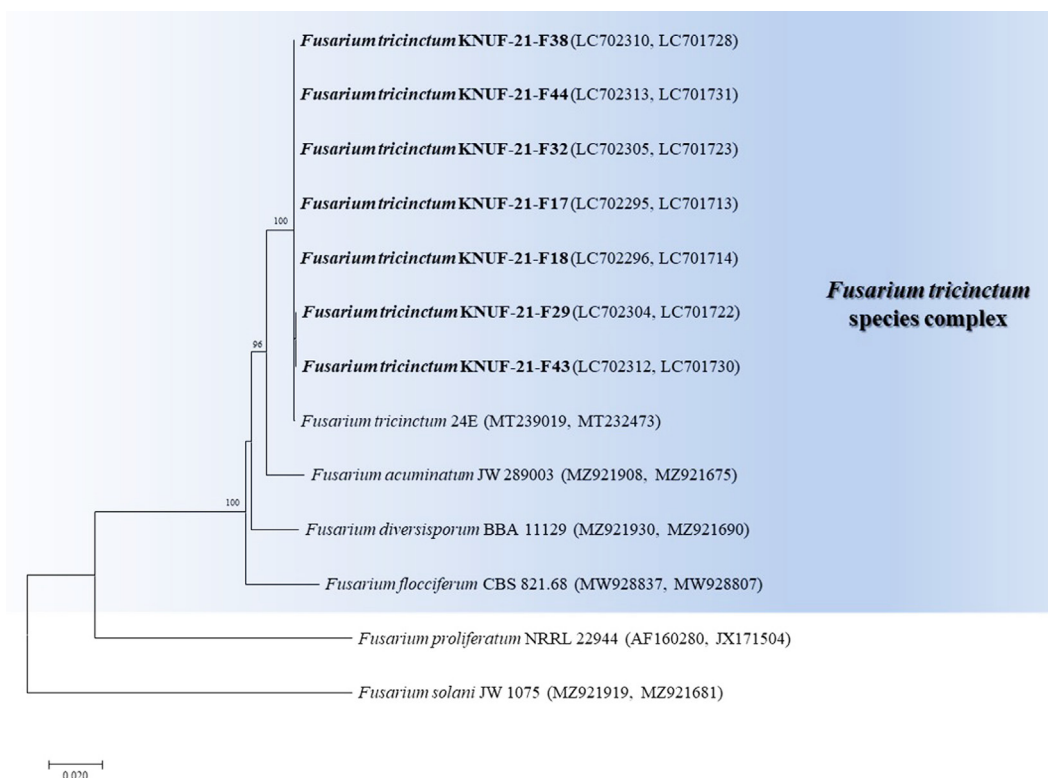 Fusarium tricinctum KNUF-21-F38 (LC702310, LC701728)
Fusarium tricinctum KNUF-21-F44 (LC702313, LC701731)
Fusarium tricinctum KNUF-21-F32 (LC702305, LC701723)
Fusarium tricinctum KNUF-21-F17 (LC702295, LC701713)
100
Fusarium tricinctum KNUF-21-F18 (LC702296, LC701714)
Fusarium tricinctum
species complex
Fusarium tricinctum KNUF-21-F29 (LC702304, LC701722)
96
Fusarium tricinctum KNUF-21-F43 (LC702312, LC701730)
Fusarium tricinctum 24E (MT239019, MT232473)
Fusarium acuminatum JW 289003 (MZ921908, MZ921675)
100
Fusarium diversisporum BBA 11129 (MZ921930, MZ921690)
Fusarium flocciferum CBS 821.68 (MW928837, MW928807)
Fusarium proliferatum NRRL 22944 (AF160280, JX171504)
Fusarium solani JW 1075 (MZ921919, MZ921681)
0.020